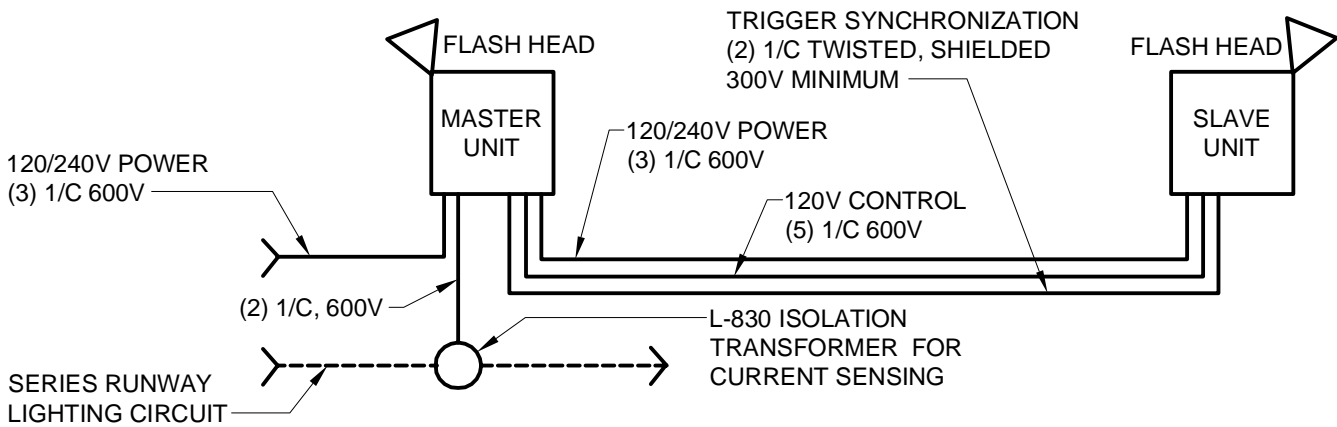 FLASH HEAD
TRIGGER SYNCHRONIZATION
(2) 1/C TWISTED, SHIELDED
300V MINIMUM
FLASH HEAD
MASTER
UNIT
SLAVE
UNIT
120/240V POWER
(3) 1/C 600V
120/240V POWER
(3) 1/C 600V
120V CONTROL
(5) 1/C 600V
(2) 1/C, 600V
L-830 ISOLATION
TRANSFORMER FOR
CURRENT SENSING
SERIES RUNWAY
LIGHTING CIRCUIT